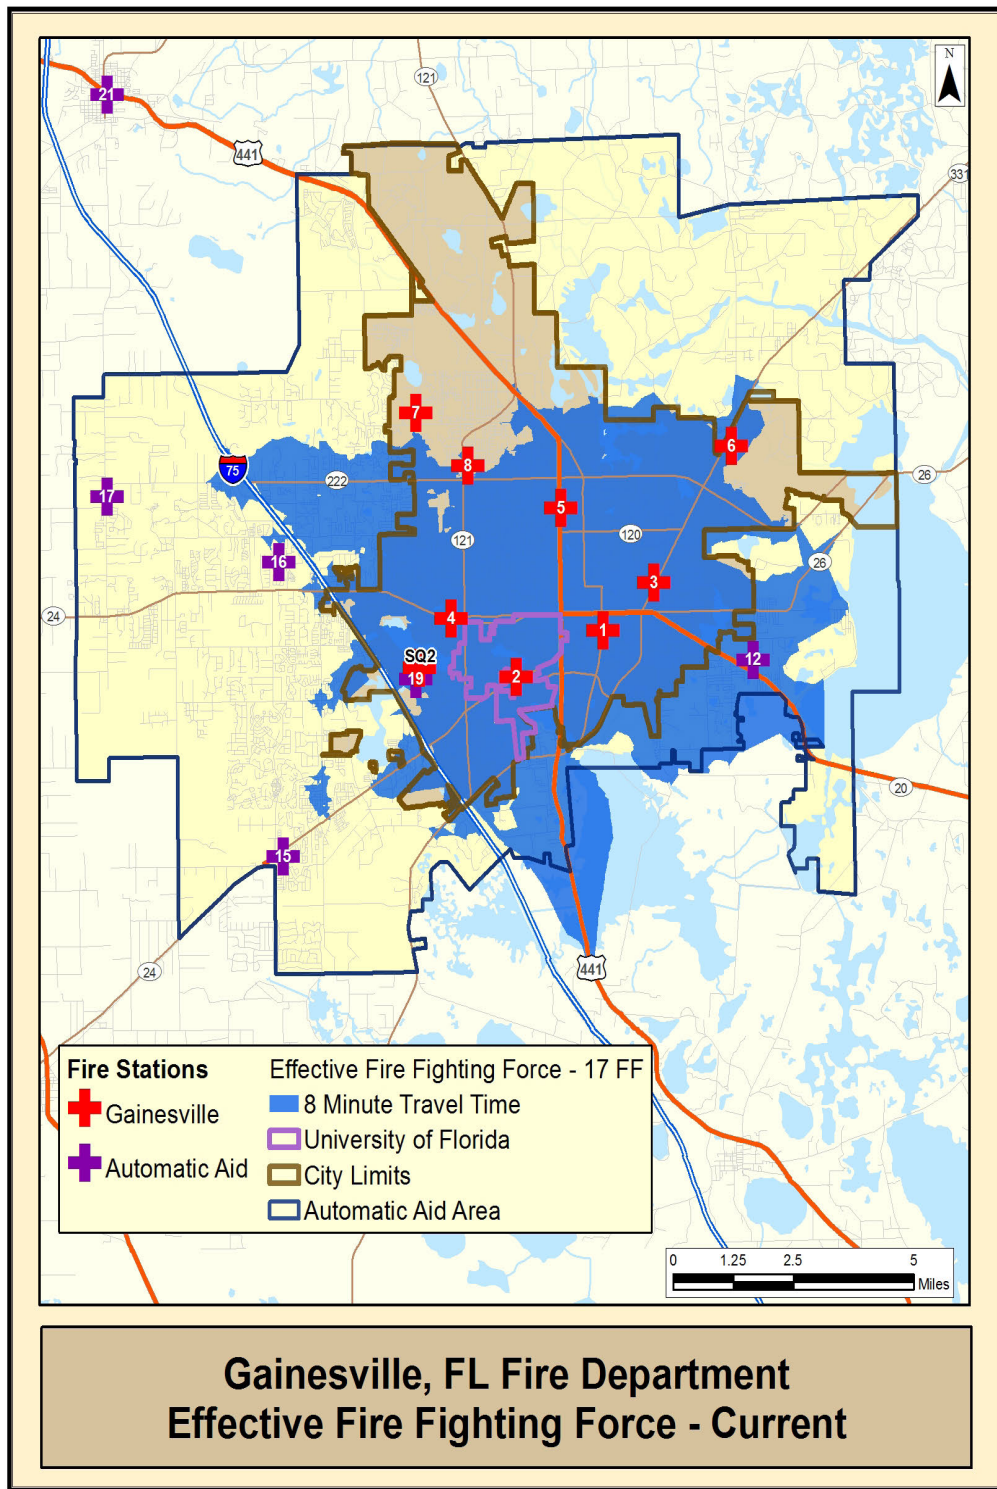 N
121
21
441
331
7
6
8
75
26
222
17
5
121
120
16
26
3
24
4
1
SQ2
12
19
2
20
15
441
24
Fire Stations
Gainesville
Automatic Aid
Effective Fire Fighting Force - 17 FF
8 Minute Travel Time
University of Florida
City Limits
Automatic Aid Area
0 1.25 2.5 5
Miles
Gainesville, FL Fire Department
Effective Fire Fighting Force - Current